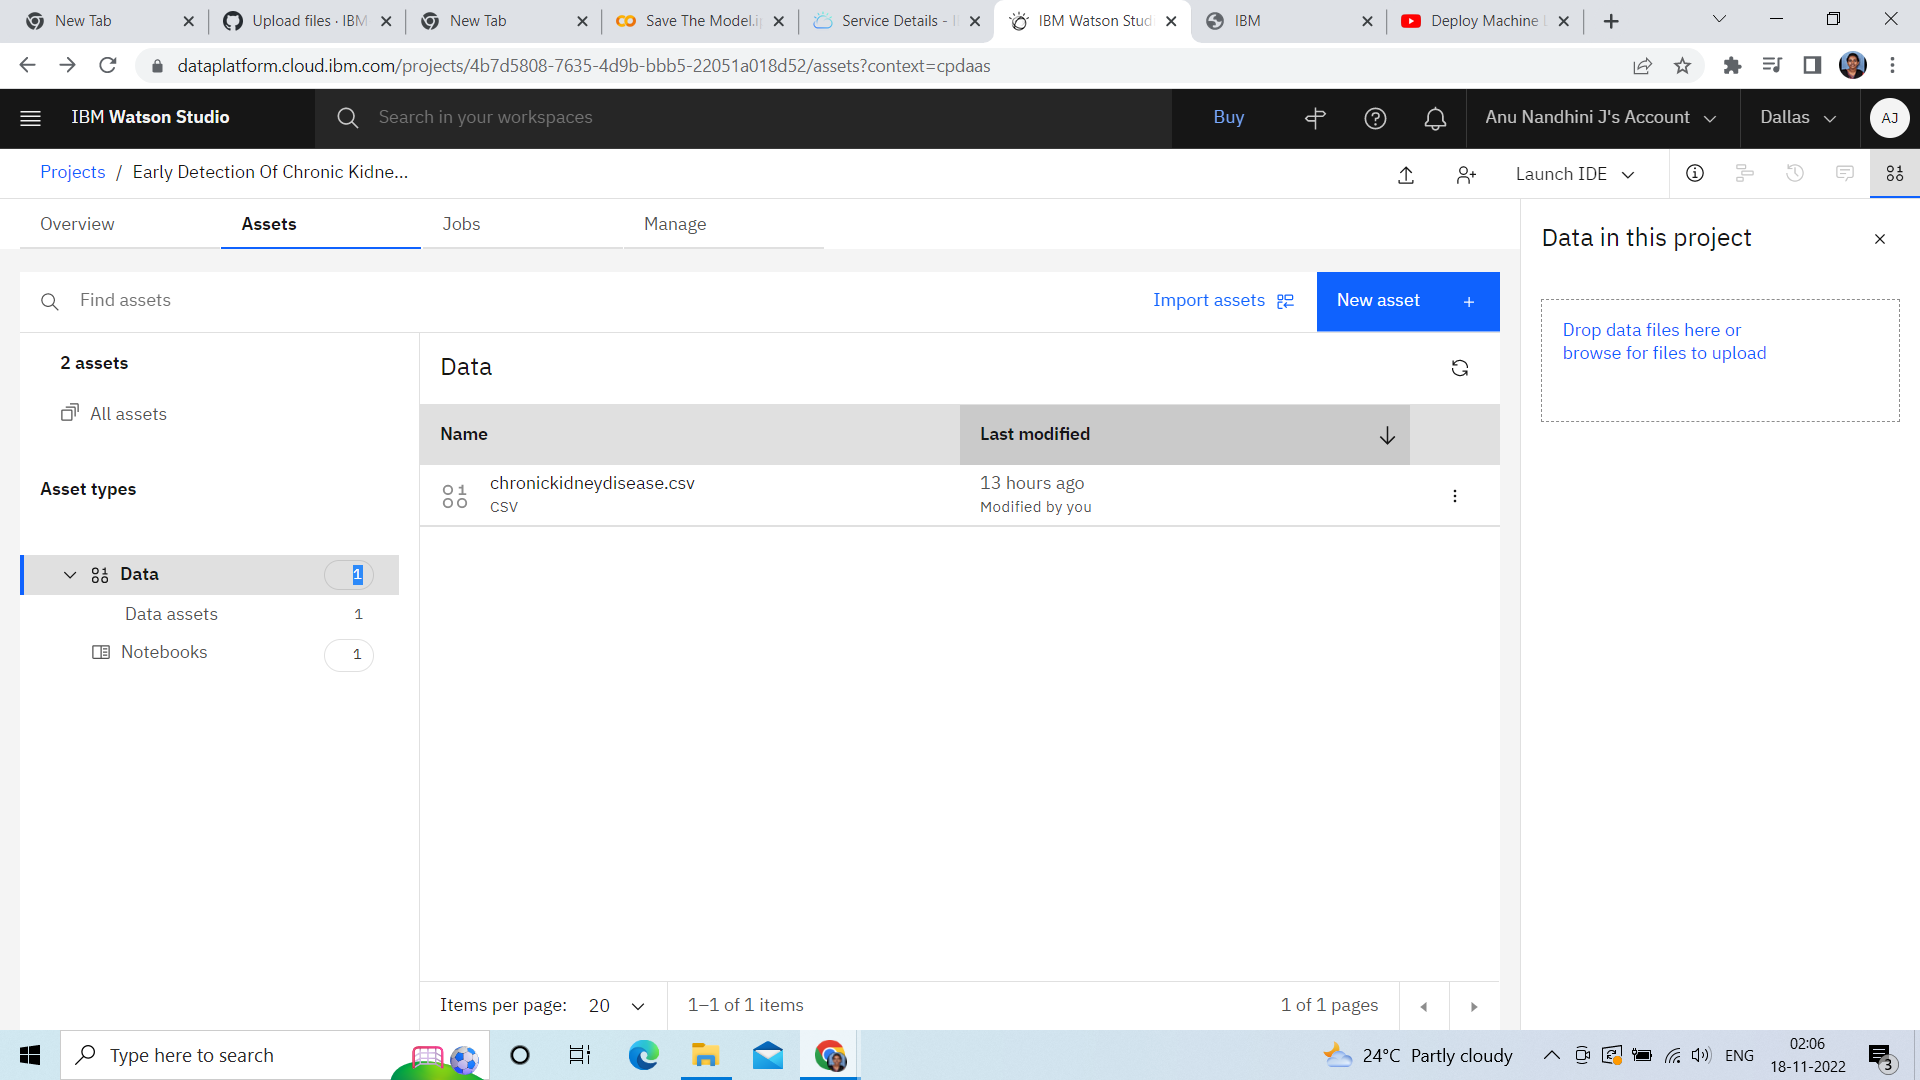 New Tab
Upload files · IBM
New Tab
Save The Model.i
Service Details - I
IBM Watson Stud
IBM
Deploy Machine L
dataplatform.cloud.ibm.com/projects/4b7d5808-7635-4d9b-bbb5-22051a018d52/assets?context=cpdaas
IBM Watson Studio
Search in your workspaces
Buy
Anu Nandhini J's Account
Dallas
AJ
Projects / Early Detection Of Chronic Kidne...
Launch IDE
Overview
Assets
Jobs
Manage
Data in this project
Find assets
Import assets
New asset
Drop data files here or
browse for files to upload
2 assets
All assets
Asset types
Data 1
Data assets 1
Notebooks 1
Data
Name
Last modified
chronickidneydisease.csv
CSV
13 hours ago
Modified by you
Items per page: 20
1–1 of 1 items
1 of 1 pages
Type here to search
24°C Partly cloudy
ENG
02:06
18-11-2022
3